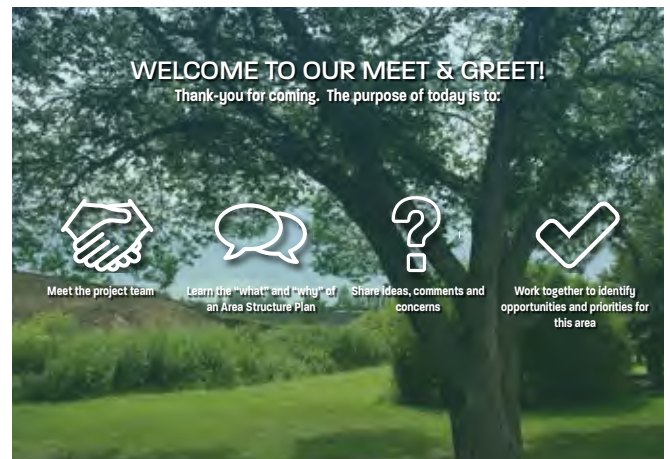 WELCOME TO OUR MEET & GREET!
Thank-you for coming. The purpose of today is to:
Meet the project team
Learn the “what” and “why” of
an Area Structure Plan
Share ideas, comments and
concerns
Work together to identify
opportunities and priorities for
this area